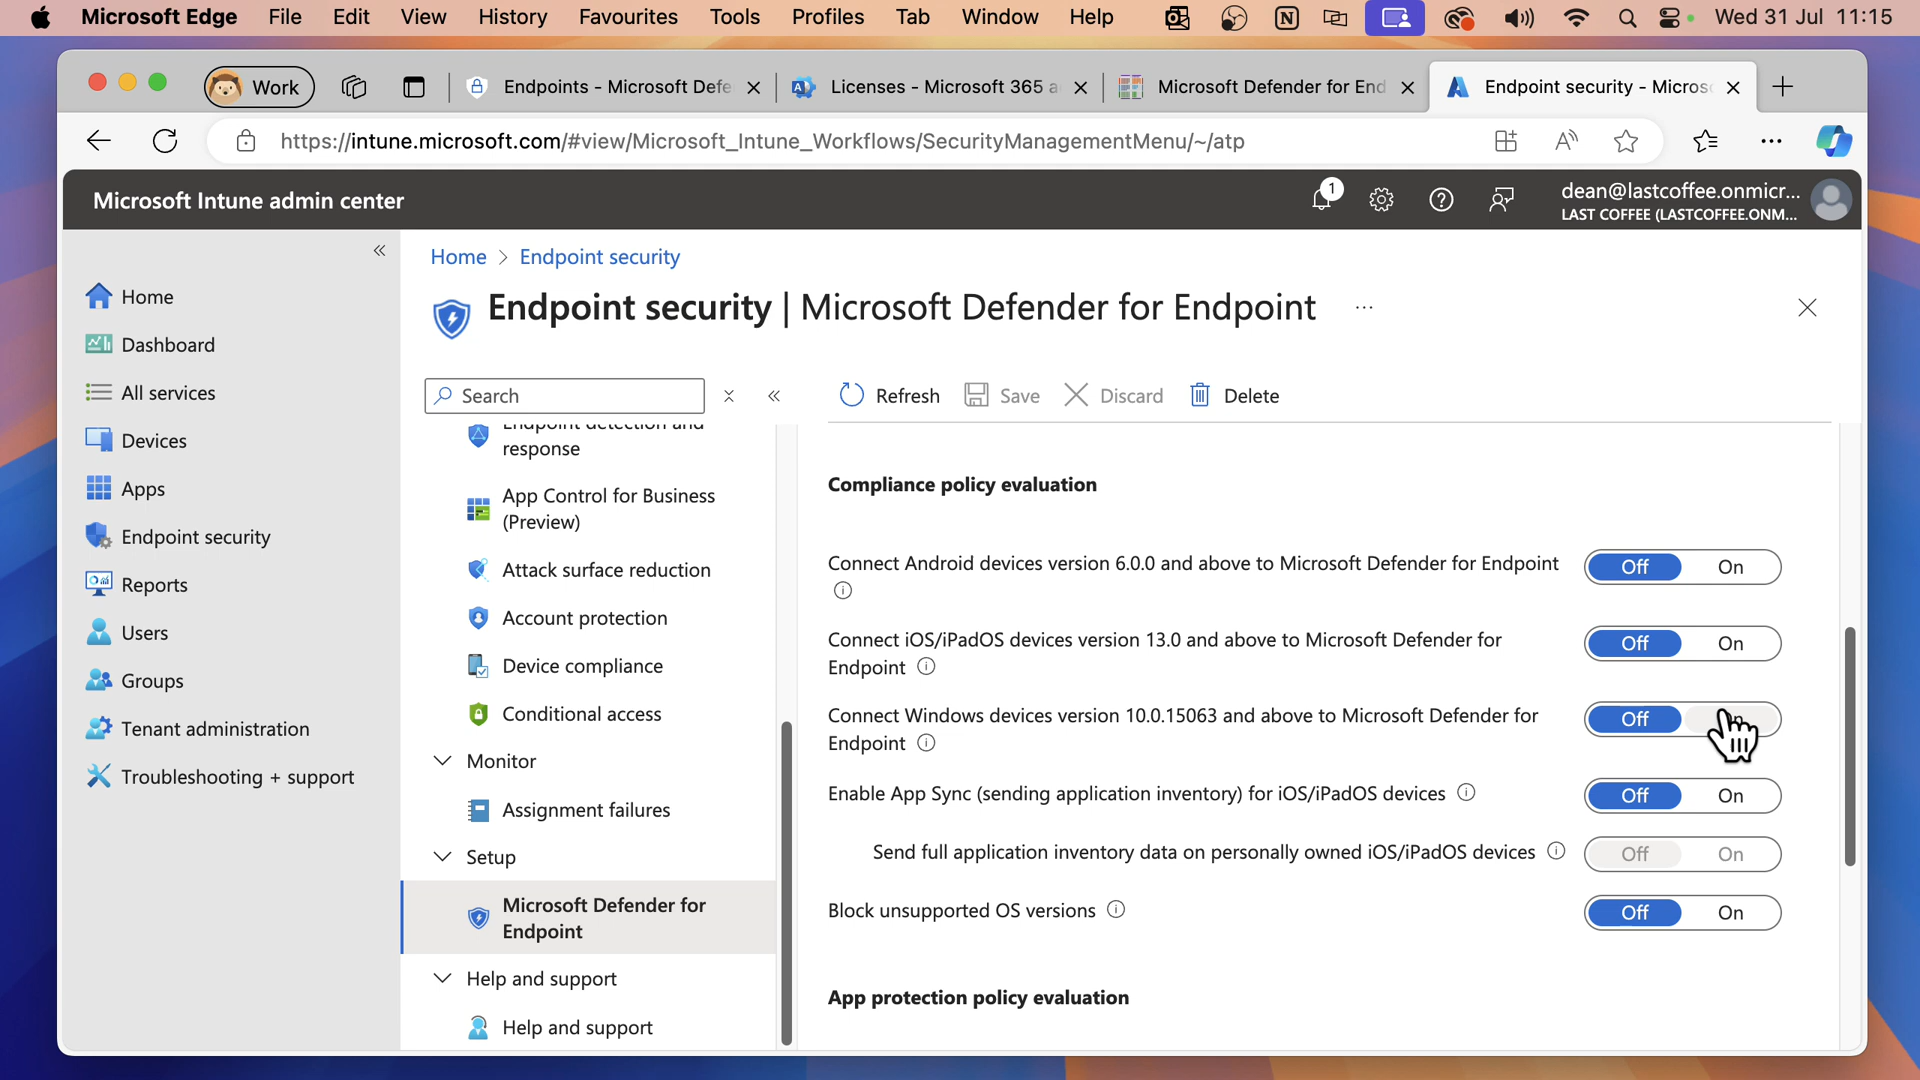 Microsoft Edge File Edit View History Favourites Tools Profiles Tab Window Help Wed 31 Jul 11:15
Work Endpoints - Microsoft Defe Licenses - Microsoft 365 a Microsoft Defender for End Endpoint security - Micros
https://intune.microsoft.com/#view/Microsoft_Intune_Workflows/SecurityManagementMenu/~/atp
Microsoft Intune admin center
1
dean@lastcoffee.onmicr...
LAST COFFEE (LASTCOFFEE.ONM...
Home
Dashboard
All services
Devices
Apps
Endpoint security
Reports
Users
Groups
Tenant administration
Troubleshooting + support
Home > Endpoint security
Endpoint security | Microsoft Defender for Endpoint ...
Search
Endpoint detection and
response
App Control for Business
(Preview)
Attack surface reduction
Account protection
Device compliance
Conditional access
Monitor
Assignment failures
Setup
Microsoft Defender for
Endpoint
Help and support
Help and support
Refresh Save Discard Delete
Compliance policy evaluation
Connect Android devices version 6.0.0 and above to Microsoft Defender for Endpoint
Off On
Connect iOS/iPadOS devices version 13.0 and above to Microsoft Defender for
Endpoint
Off On
Connect Windows devices version 10.0.15063 and above to Microsoft Defender for
Endpoint
Off
Enable App Sync (sending application inventory) for iOS/iPadOS devices
Off On
Send full application inventory data on personally owned iOS/iPadOS devices
Off On
Block unsupported OS versions
Off On
App protection policy evaluation